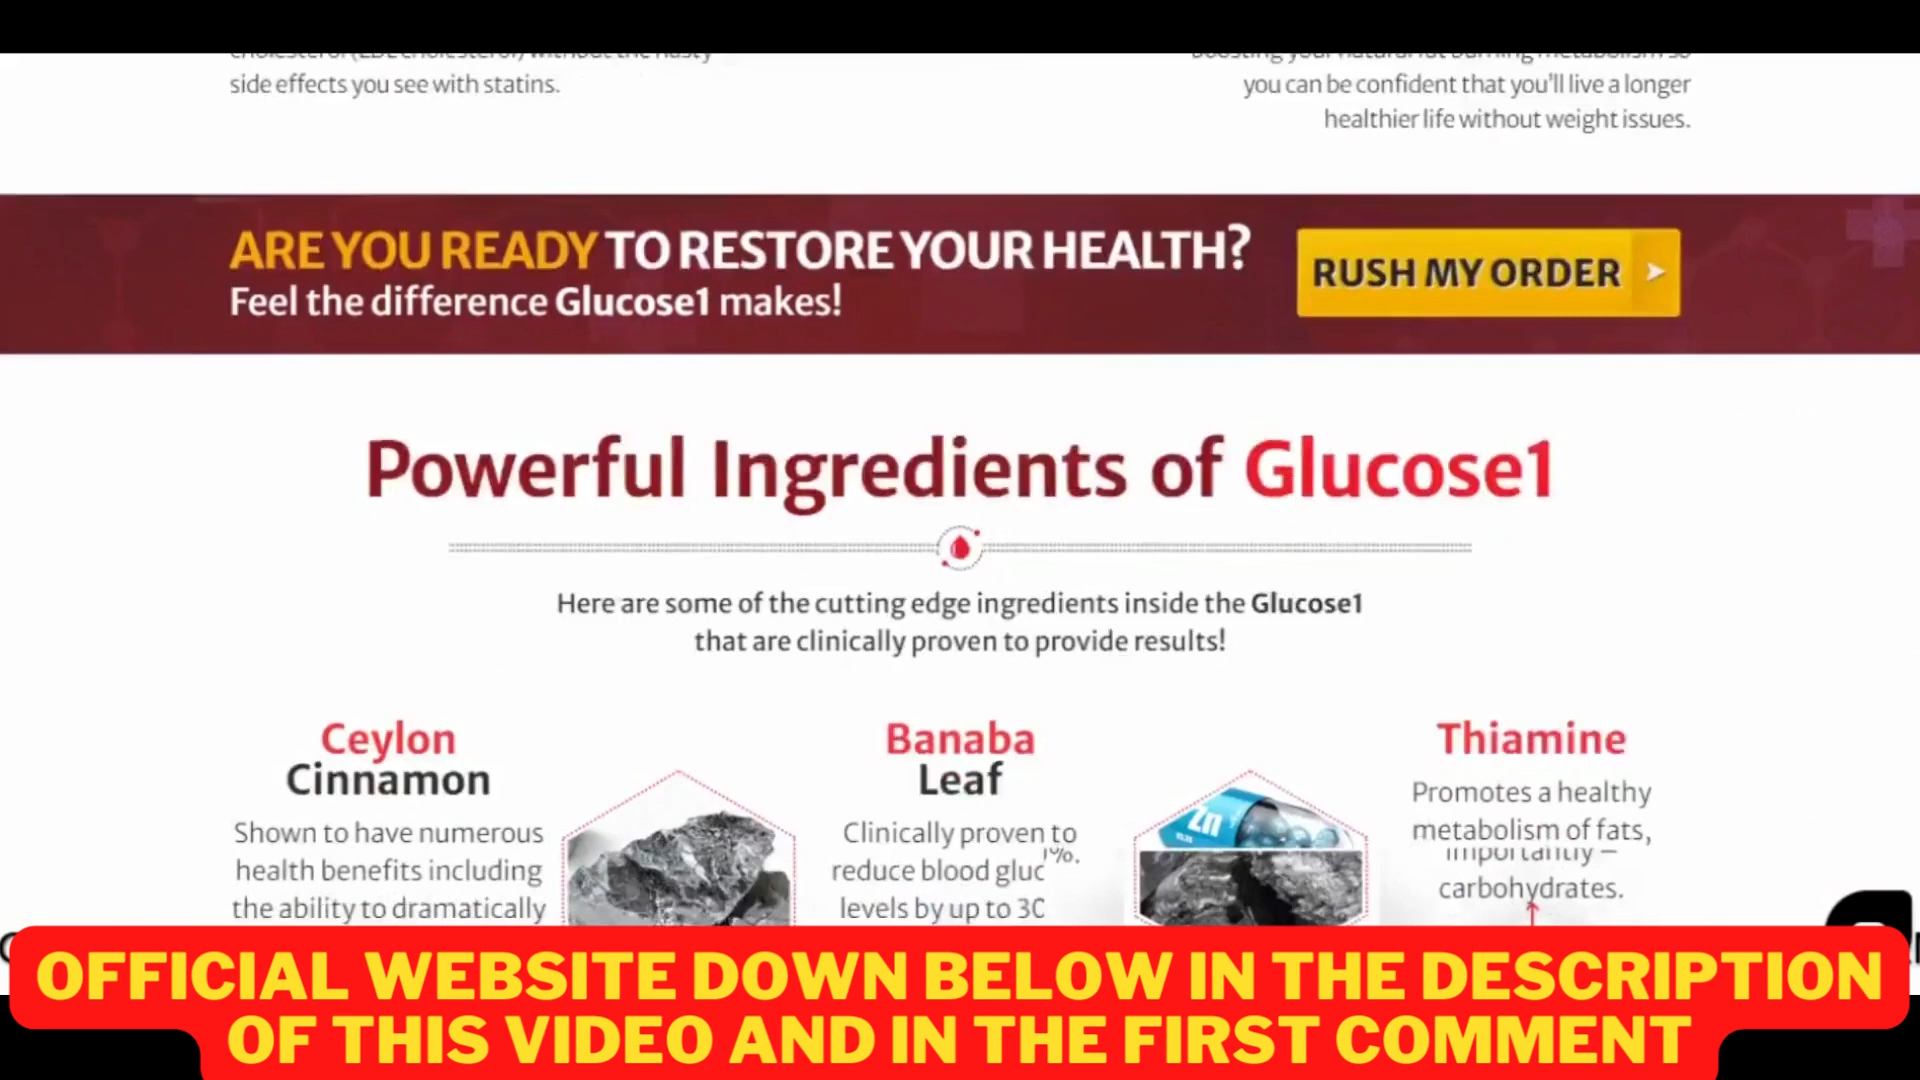 side effects you see with statins.
you can be confident that you'll live a longer
healthier life without weight issues.
ARE YOU READY TO RESTORE YOUR HEALTH?
Feel the difference Glucose1 makes!
RUSH MY ORDER
Powerful Ingredients of Glucose1
Here are some of the cutting edge ingredients inside the Glucose1
that are clinically proven to provide results!
Ceylon
Cinnamon
Shown to have numerous
health benefits including
the ability to dramatically
Banaba
Leaf
Clinically proven to
reduce blood gluc
levels by up to 30
%.
Zn
Thiamine
Promotes a healthy
metabolism of fats,
importantly –
carbohydrates.
OFFICIAL WEBSITE DOWN BELOW IN THE DESCRIPTION
OF THIS VIDEO AND IN THE FIRST COMMENT